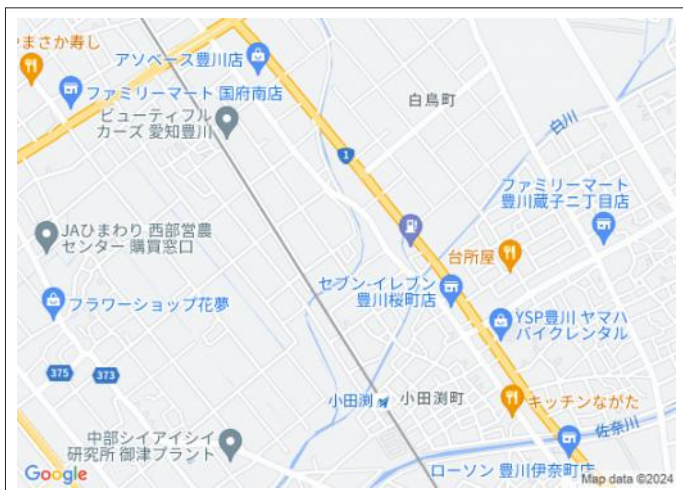 やまさか寿し
アソベース豊川店
ファミリーマート 国府南店
ビューティフル
カーズ 愛知豊川
白鳥町
白川
1
ファミリーマート
豊川蔵子二丁目店
JAひまわり 西部営農
センター 購買窓口
台所屋
セブン-イレブン
豊川桜町店
フラワーショップ花夢
YSP豊川 ヤマハ
バイクレンタル
375
373
小田渕
小田渕町
キッチンながた
佐奈川
中部シイアイシイ
研究所 御津プラント
ローソン 豊川伊奈町店
Google
Map data ©2024